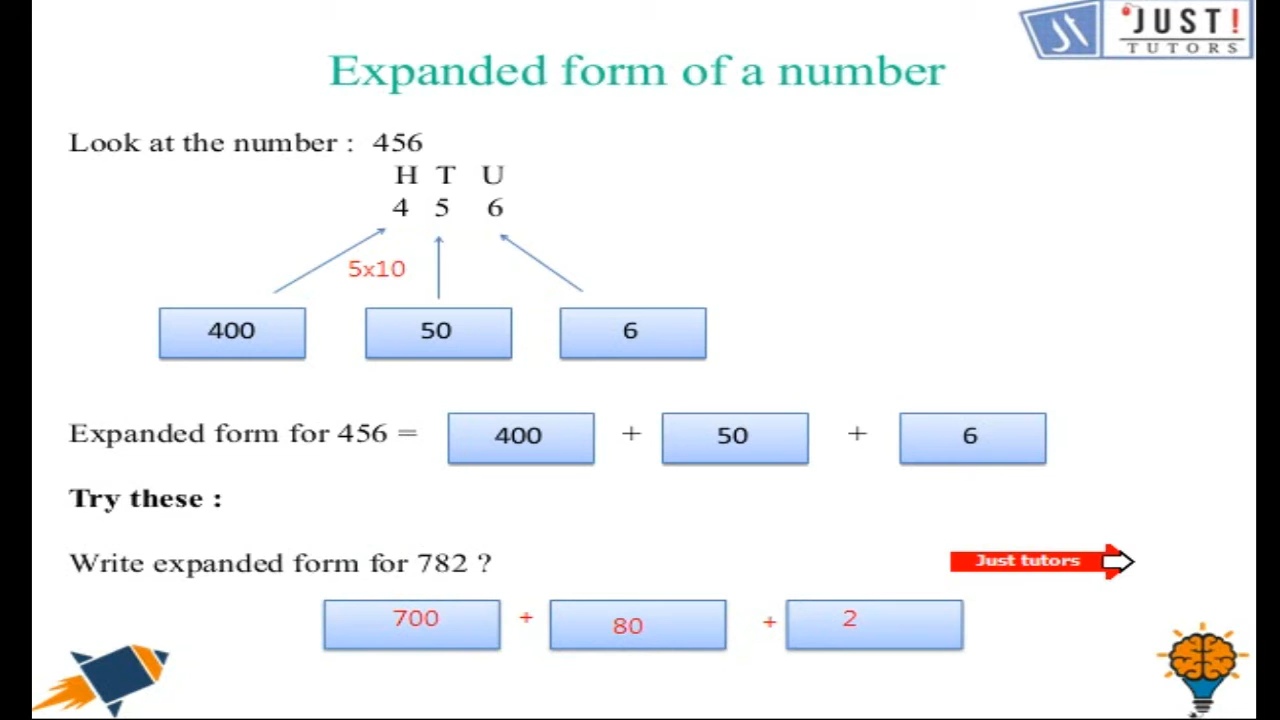 JUST!
TUTORS
Expanded form of a number
Look at the number : 456
H T U
4 5 6
5x10
400 50 6
Expanded form for 456 = 400 + 50 + 6
Try these :
Write expanded form for 782 ?
Just tutors
700 + 80 + 2